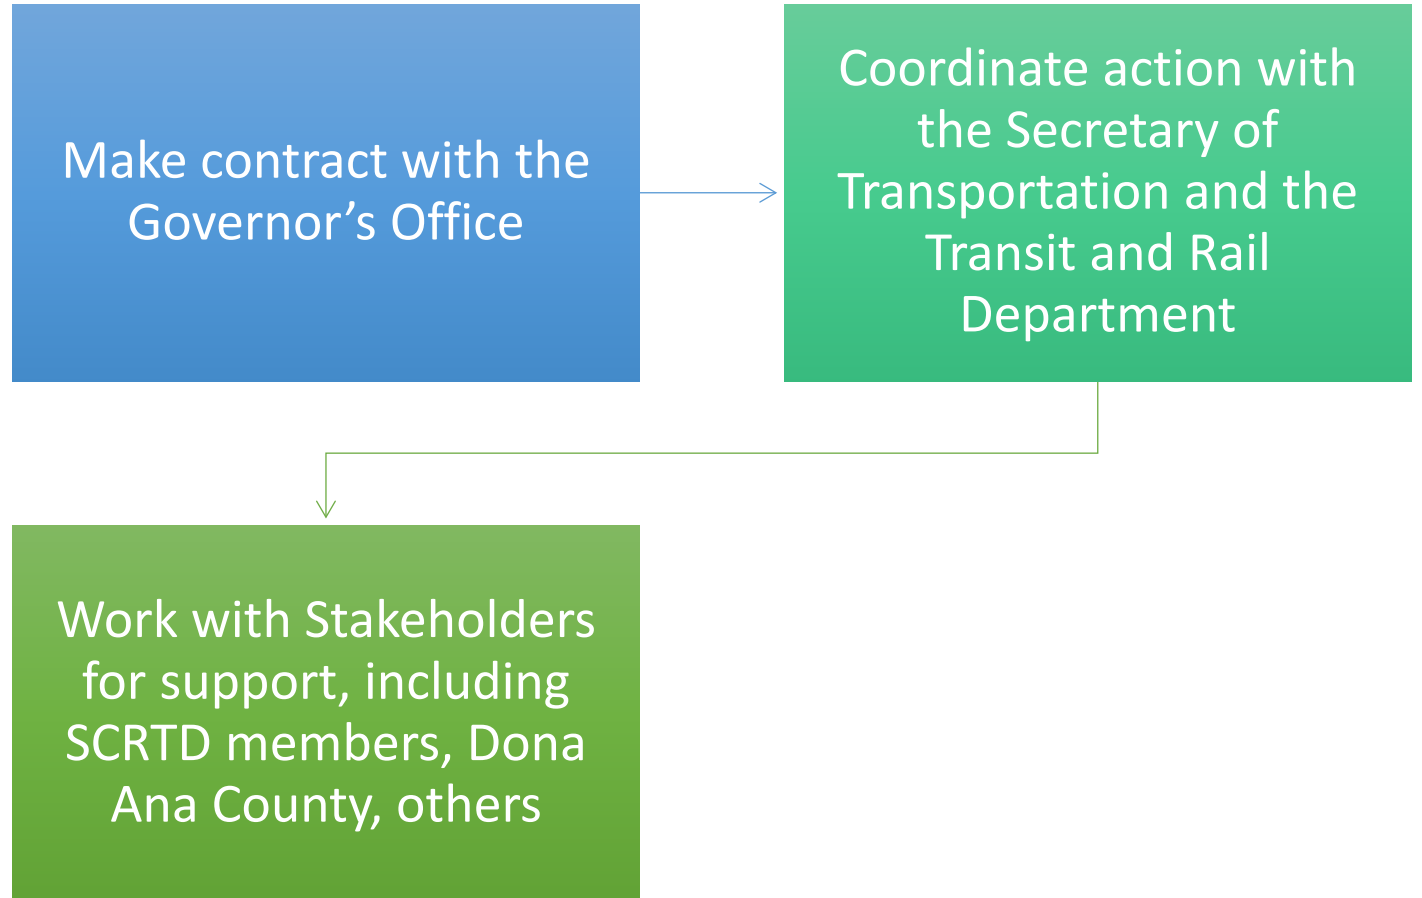 Make contract with the
Governor’s Office
Coordinate action with
the Secretary of
Transportation and the
Transit and Rail
Department
Work with Stakeholders
for support, including
SCRTD members, Dona
Ana County, others